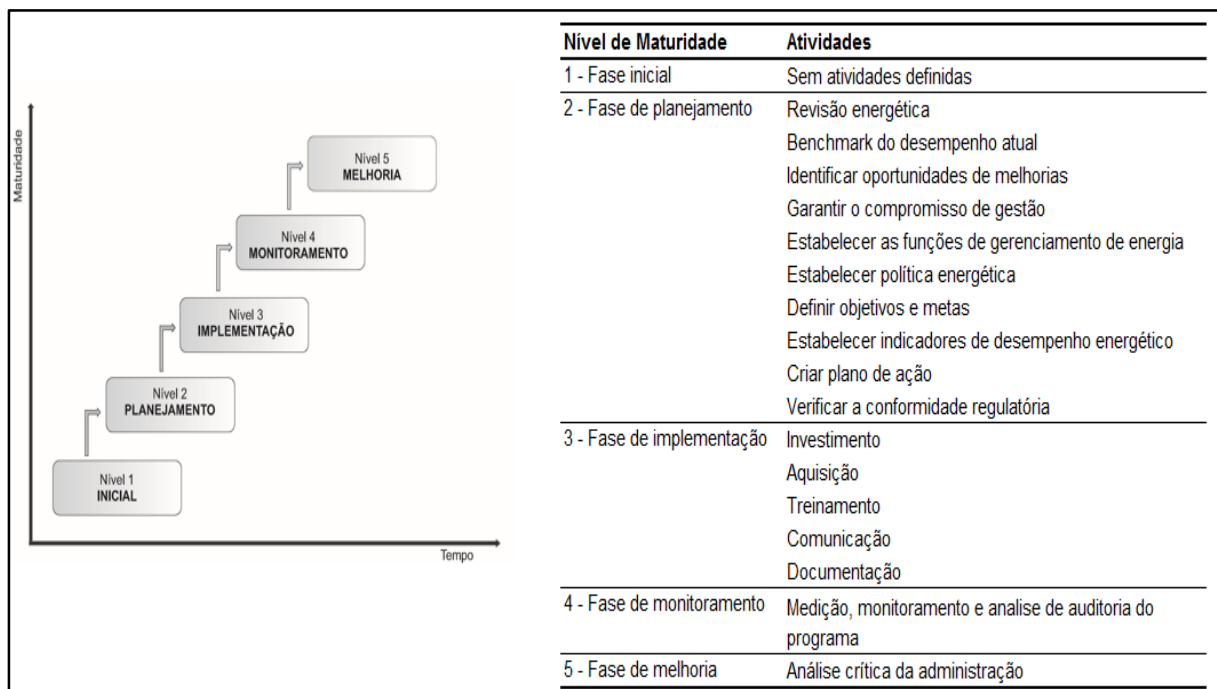 Maturidade
Nível 5
MELHORIA
Nível 4
MONITORAMENTO
Nível 3
IMPLEMENTAÇÃO
Nível 2
PLANEJAMENTO
Nível 1
INICIAL
Tempo
Nível de Maturidade Atividades
1 - Fase inicial Sem atividades definidas
2 - Fase de planejamento Revisão energética
Benchmark do desempenho atual
Identificar oportunidades de melhorias
Garantir o compromisso de gestão
Estabelecer as funções de gerenciamento de energia
Estabelecer política energética
Definir objetivos e metas
Estabelecer indicadores de desempenho energético
Criar plano de ação
Verificar a conformidade regulatória
3 - Fase de implementação Investimento
Aquisição
Treinamento
Comunicação
Documentação
4 - Fase de monitoramento Medição, monitoramento e analise de auditoria do
programa
5 - Fase de melhoria Análise crítica da administração